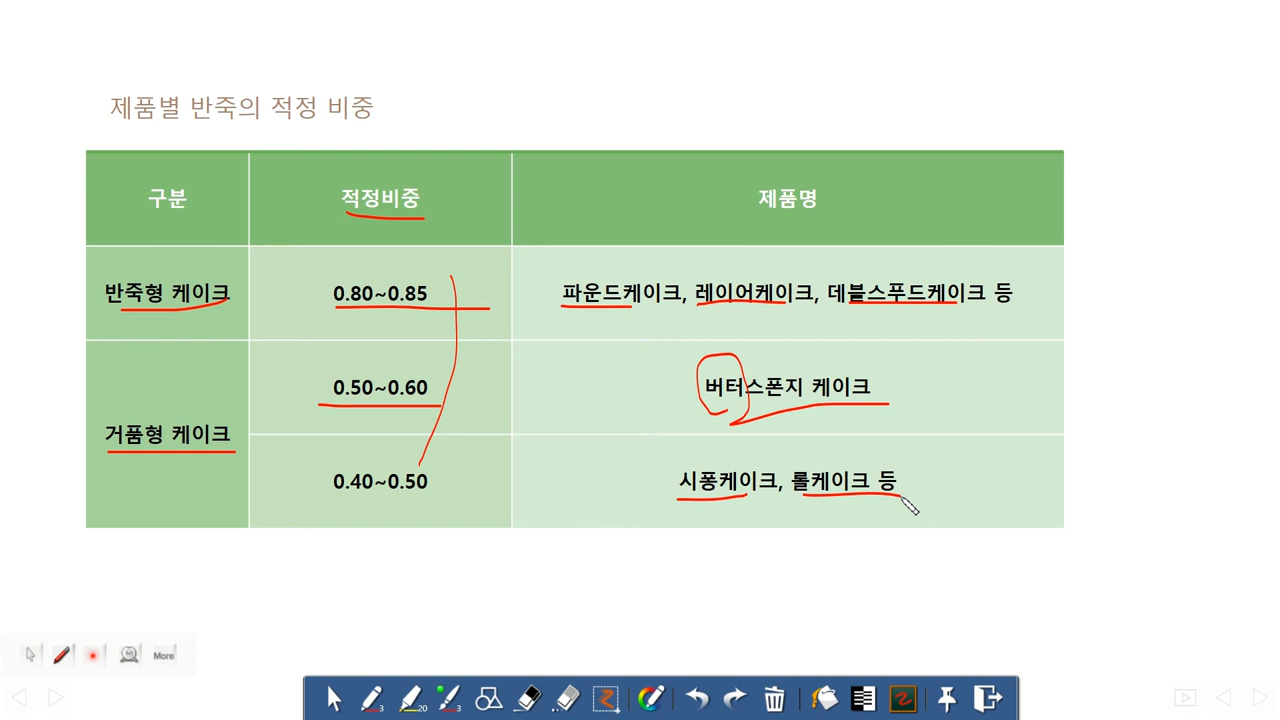 제품별 반죽의 적정 비중
구분 적정비중 제품명
반죽형 케이크 0.80~0.85 파운드케이크, 레이어케이크, 데블스푸드케이크 등
거품형 케이크
0.50~0.60 버터스폰지 케이크
0.40~0.50 시퐁케이크, 롤케이크 등
More
3 20 3